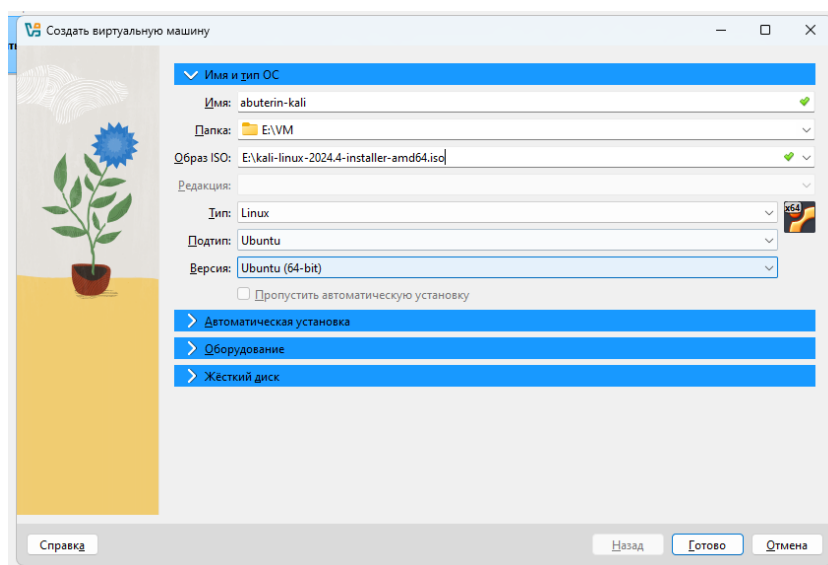 Создать виртуальную машину
Имя и тип ОС
Имя: abuterin-kali
Папка: E:\VM
Образ ISO: E:\kali-linux-2024.4-installer-amd64.iso
Редакция:
Тип: Linux
x64
Подтип: Ubuntu
Версия: Ubuntu (64-bit)
Пропустить автоматическую установку
Автоматическая установка
Оборудование
Жёсткий диск
Справка
Назад
Готово
Отмена